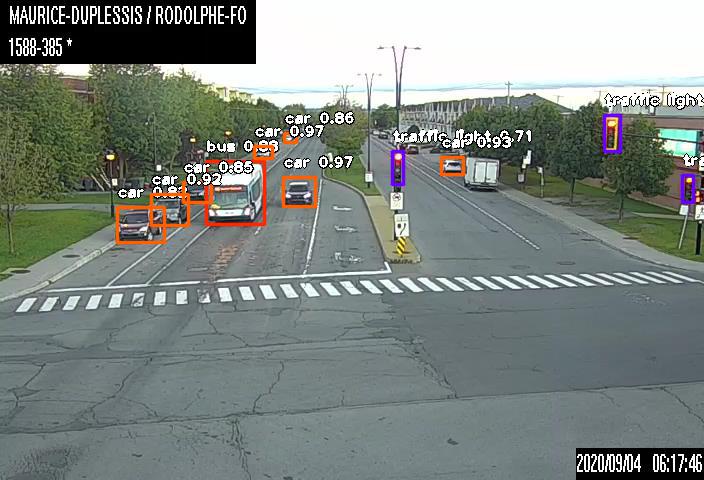 MAURICE-DUPLESSIS / RODOLPHE-FO
1588-385 *
traffic light
car 0.86
car 0.97
traffic light 0.71
car 0.93
bus
car 0.97
car 0.85
car 0.92
car
tra
2020/09/04 06:17:46